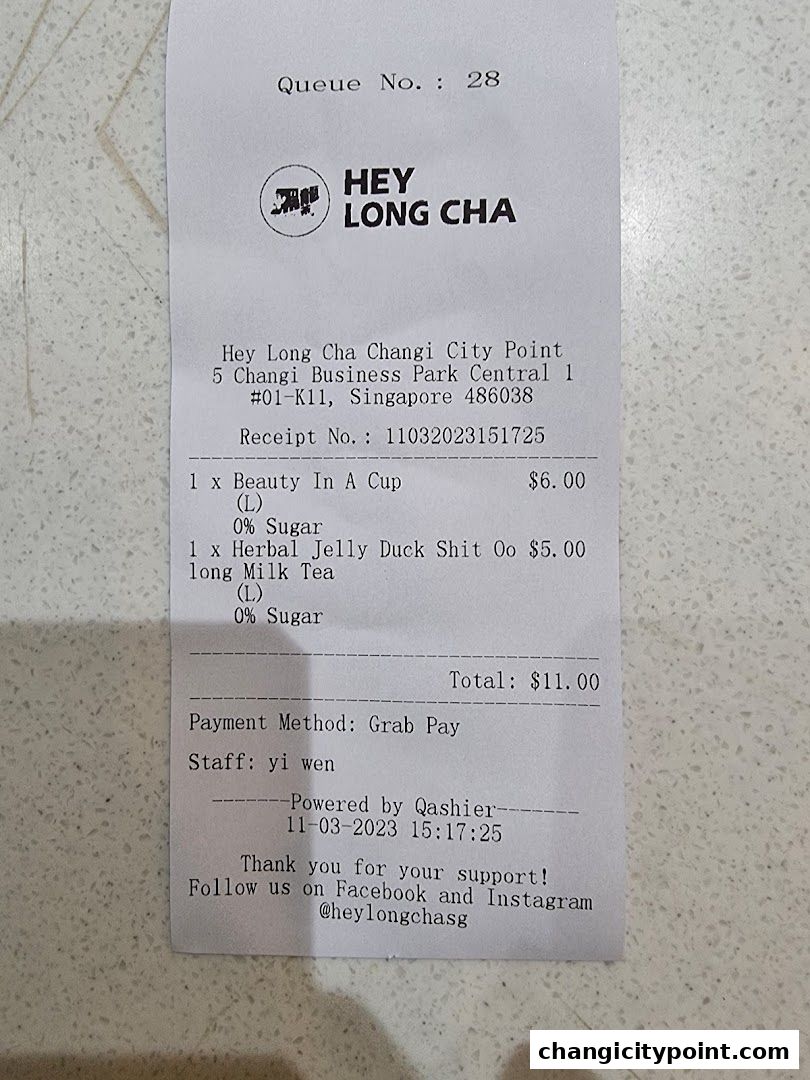 Queue No.: 28
HEY
LONG CHA
Hey Long Cha Changi City Point
5 Changi Business Park Central 1
#01-K11, Singapore 486038
Receipt No.: 11032023151725
1 x Beauty In A Cup $6.00
(L)
0% Sugar
1 x Herbal Jelly Duck Shit Oo $5.00
long Milk Tea
(L)
0% Sugar
Total: $11.00
Payment Method: Grab Pay
Staff: yi wen
-------Powered by Qashier-------
11-03-2023 15:17:25
Thank you for your support!
Follow us on Facebook and Instagram
@heylongchasg
changicitypoint.com